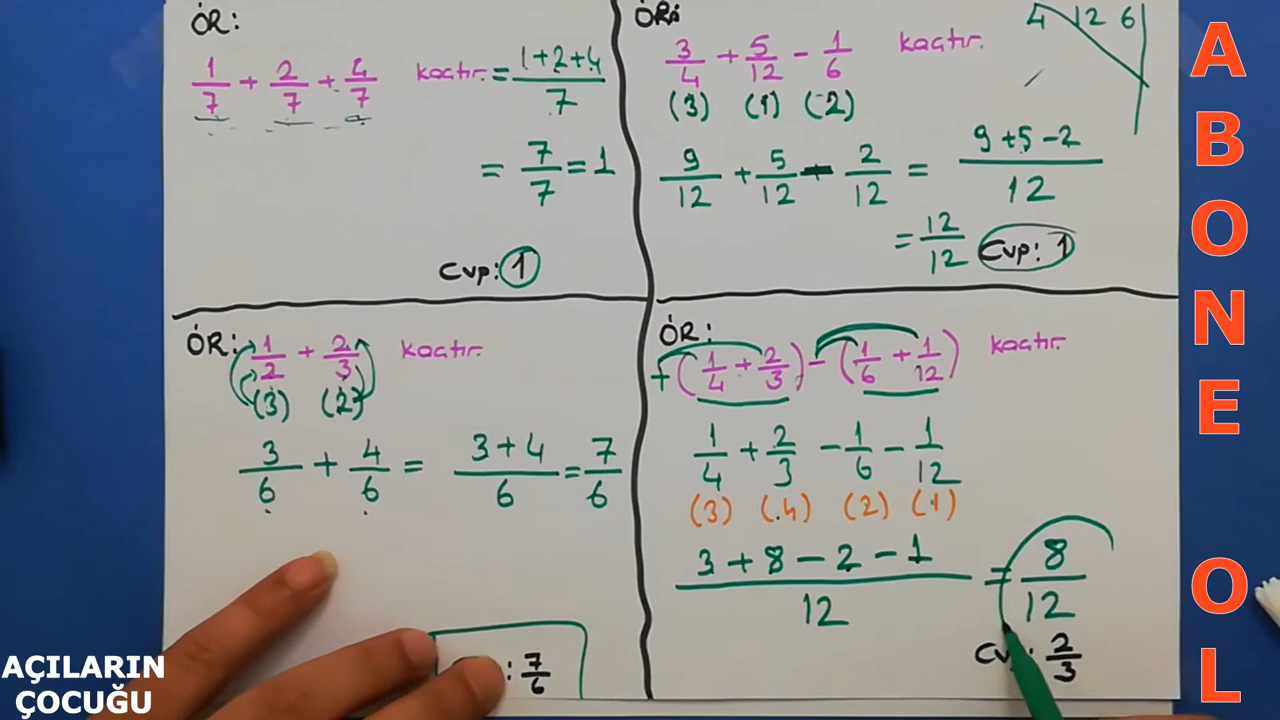 ÖR:
1/7 + 2/7 + 4/7 kaçtır. = 1+2+4/7
= 7/7 = 1
Cvp: 1
ÖR:
3/4 + 5/12 - 1/6 kaçtır.
(3) (1) (2)
4 12 6
9/12 + 5/12 - 2/12 = 9+5-2/12
= 12/12 Cvp: 1
ÖR: 1/2 + 2/3 kaçtır.
(3) (2)
3/6 + 4/6 = 3+4/6 = 7/6
: 7/6
ÖR:
+(1/4 + 2/3) - (1/6 + 1/12) kaçtır.
1/4 + 2/3 - 1/6 - 1/12
(3) (4) (2) (1)
3+8-2-1/12 = 8/12
Cvp: 2/3
AÇILARIN
ÇOCUĞU
ABONE
OL